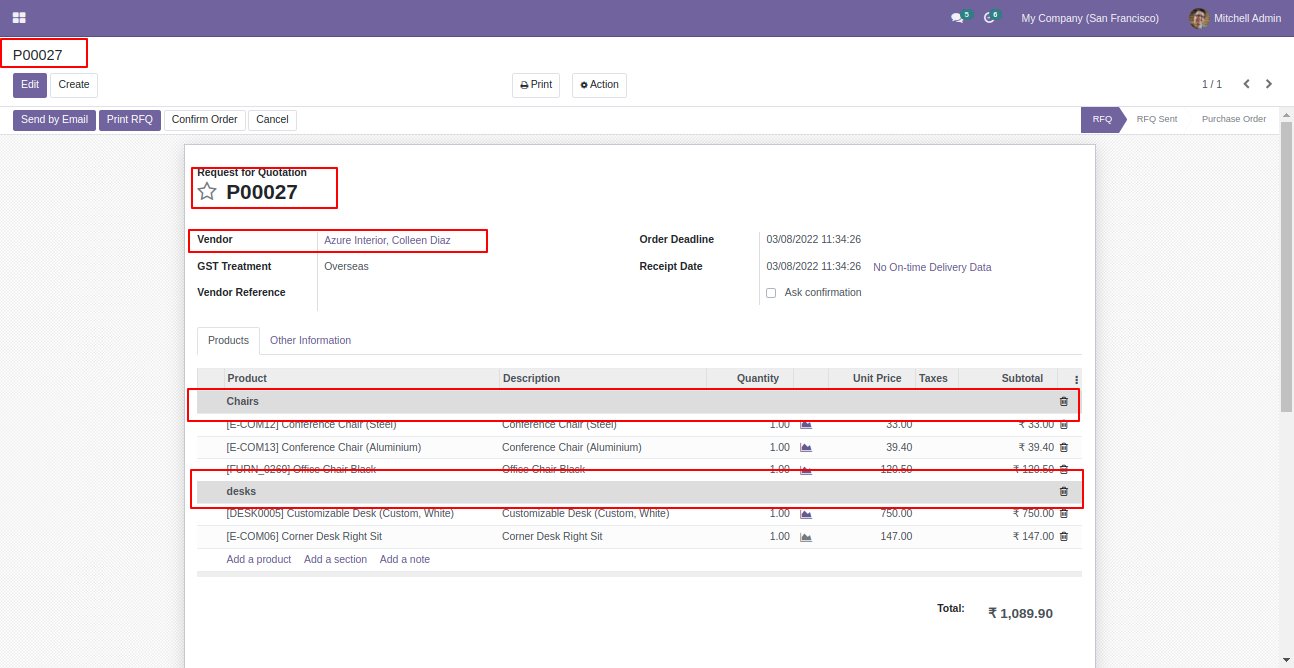 5 6 My Company (San Francisco) Mitchell Admin
P00027
Edit Create Print Action 1 / 1
Send by Email Print RFQ Confirm Order Cancel RFQ RFQ Sent Purchase Order
Request for Quotation
P00027
Vendor Azure Interior, Colleen Diaz Order Deadline 03/08/2022 11:34:26
GST Treatment Overseas Receipt Date 03/08/2022 11:34:26 No On-time Delivery Data
Vendor Reference Ask confirmation
Products Other Information
Product Description Quantity Unit Price Taxes Subtotal
Chairs
[E-COM12] Conference Chair (Steel) Conference Chair (Steel) 1.00 33.00 ₹ 33.00
[E-COM13] Conference Chair (Aluminium) Conference Chair (Aluminium) 1.00 39.40 ₹ 39.40
[FURN_0269] Office Chair Black Office Chair Black 1.00 120.50 ₹ 120.50
desks
[DESK0005] Customizable Desk (Custom, White) Customizable Desk (Custom, White) 1.00 750.00 ₹ 750.00
[E-COM06] Corner Desk Right Sit Corner Desk Right Sit 1.00 147.00 ₹ 147.00
Add a product Add a section Add a note
Total: ₹ 1,089.90